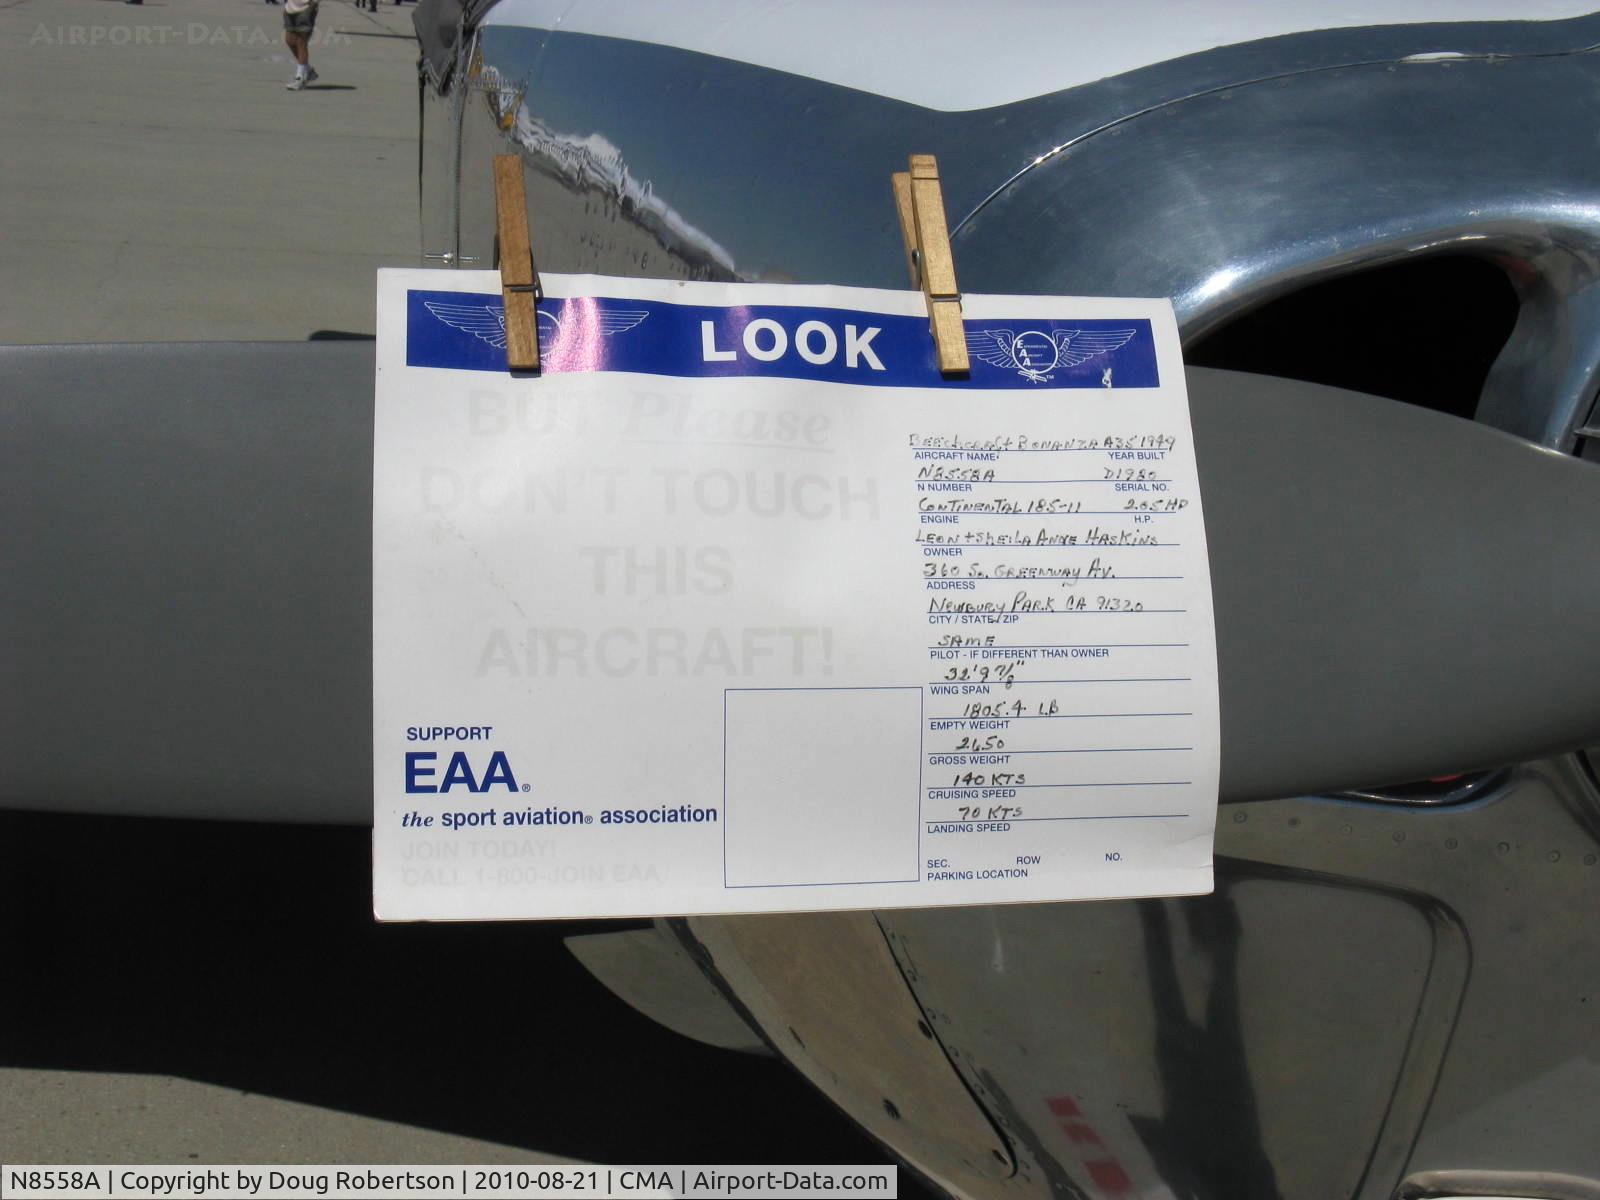 AIRPORT-DATA.COM
LOOK
EXPERIMENTAL
AIRCRAFT
ASSOCIATION
TM
BUT Please
DON'T TOUCH
THIS
AIRCRAFT!
BEECHCRAFT BONANZA A35 1949
AIRCRAFT NAME YEAR BUILT
N8558A D1980
N NUMBER SERIAL NO.
CONTINENTAL 185-11 205 HP
ENGINE H.P.
LEON + SHEILA ANNE HASKINS
OWNER
360 So. GREENWAY AV.
ADDRESS
NEWBURY PARK CA 91320
CITY / STATE / ZIP
SAME
PILOT - IF DIFFERENT THAN OWNER
32' 9 7/8"
WING SPAN
1805.4 LB
EMPTY WEIGHT
2650
GROSS WEIGHT
140 KTS
CRUISING SPEED
70 KTS
LANDING SPEED
SEC. ROW NO.
PARKING LOCATION
SUPPORT
EAA®
the sport aviation® association
JOIN TODAY!
CALL 1-800-JOIN EAA
N8558A | Copyright by Doug Robertson | 2010-08-21 | CMA | Airport-Data.com